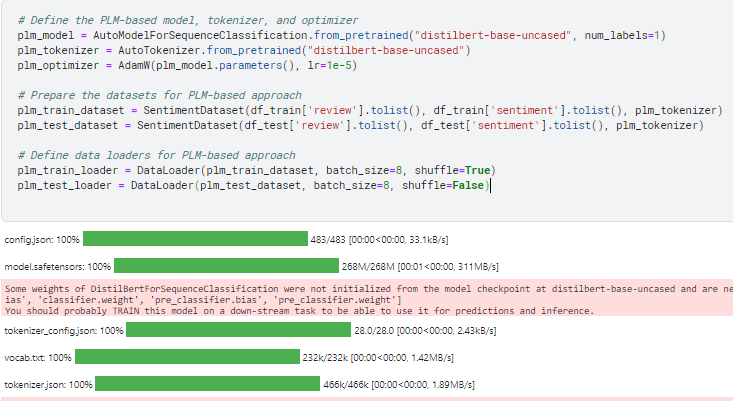 # Define the PLM-based model, tokenizer, and optimizer
plm_model = AutoModelForSequenceClassification.from_pretrained("distilbert-base-uncased", num_labels=1)
plm_tokenizer = AutoTokenizer.from_pretrained("distilbert-base-uncased")
plm_optimizer = AdamW(plm_model.parameters(), lr=1e-5)
# Prepare the datasets for PLM-based approach
plm_train_dataset = SentimentDataset(df_train['review'].tolist(), df_train['sentiment'].tolist(), plm_tokenizer)
plm_test_dataset = SentimentDataset(df_test['review'].tolist(), df_test['sentiment'].tolist(), plm_tokenizer)
# Define data loaders for PLM-based approach
plm_train_loader = DataLoader(plm_train_dataset, batch_size=8, shuffle=True)
plm_test_loader = DataLoader(plm_test_dataset, batch_size=8, shuffle=False)
config.json: 100% 483/483 [00:00<00:00, 33.1kB/s]
model.safetensors: 100% 268M/268M [00:01<00:00, 311MB/s]
Some weights of DistilBertForSequenceClassification were not initialized from the model checkpoint at distilbert-base-uncased and are ne
ias', 'classifier.weight', 'pre_classifier.bias', 'pre_classifier.weight']
You should probably TRAIN this model on a down-stream task to be able to use it for predictions and inference.
tokenizer_config.json: 100% 28.0/28.0 [00:00<00:00, 2.43kB/s]
vocab.txt: 100% 232k/232k [00:00<00:00, 1.42MB/s]
tokenizer.json: 100% 466k/466k [00:00<00:00, 1.89MB/s]